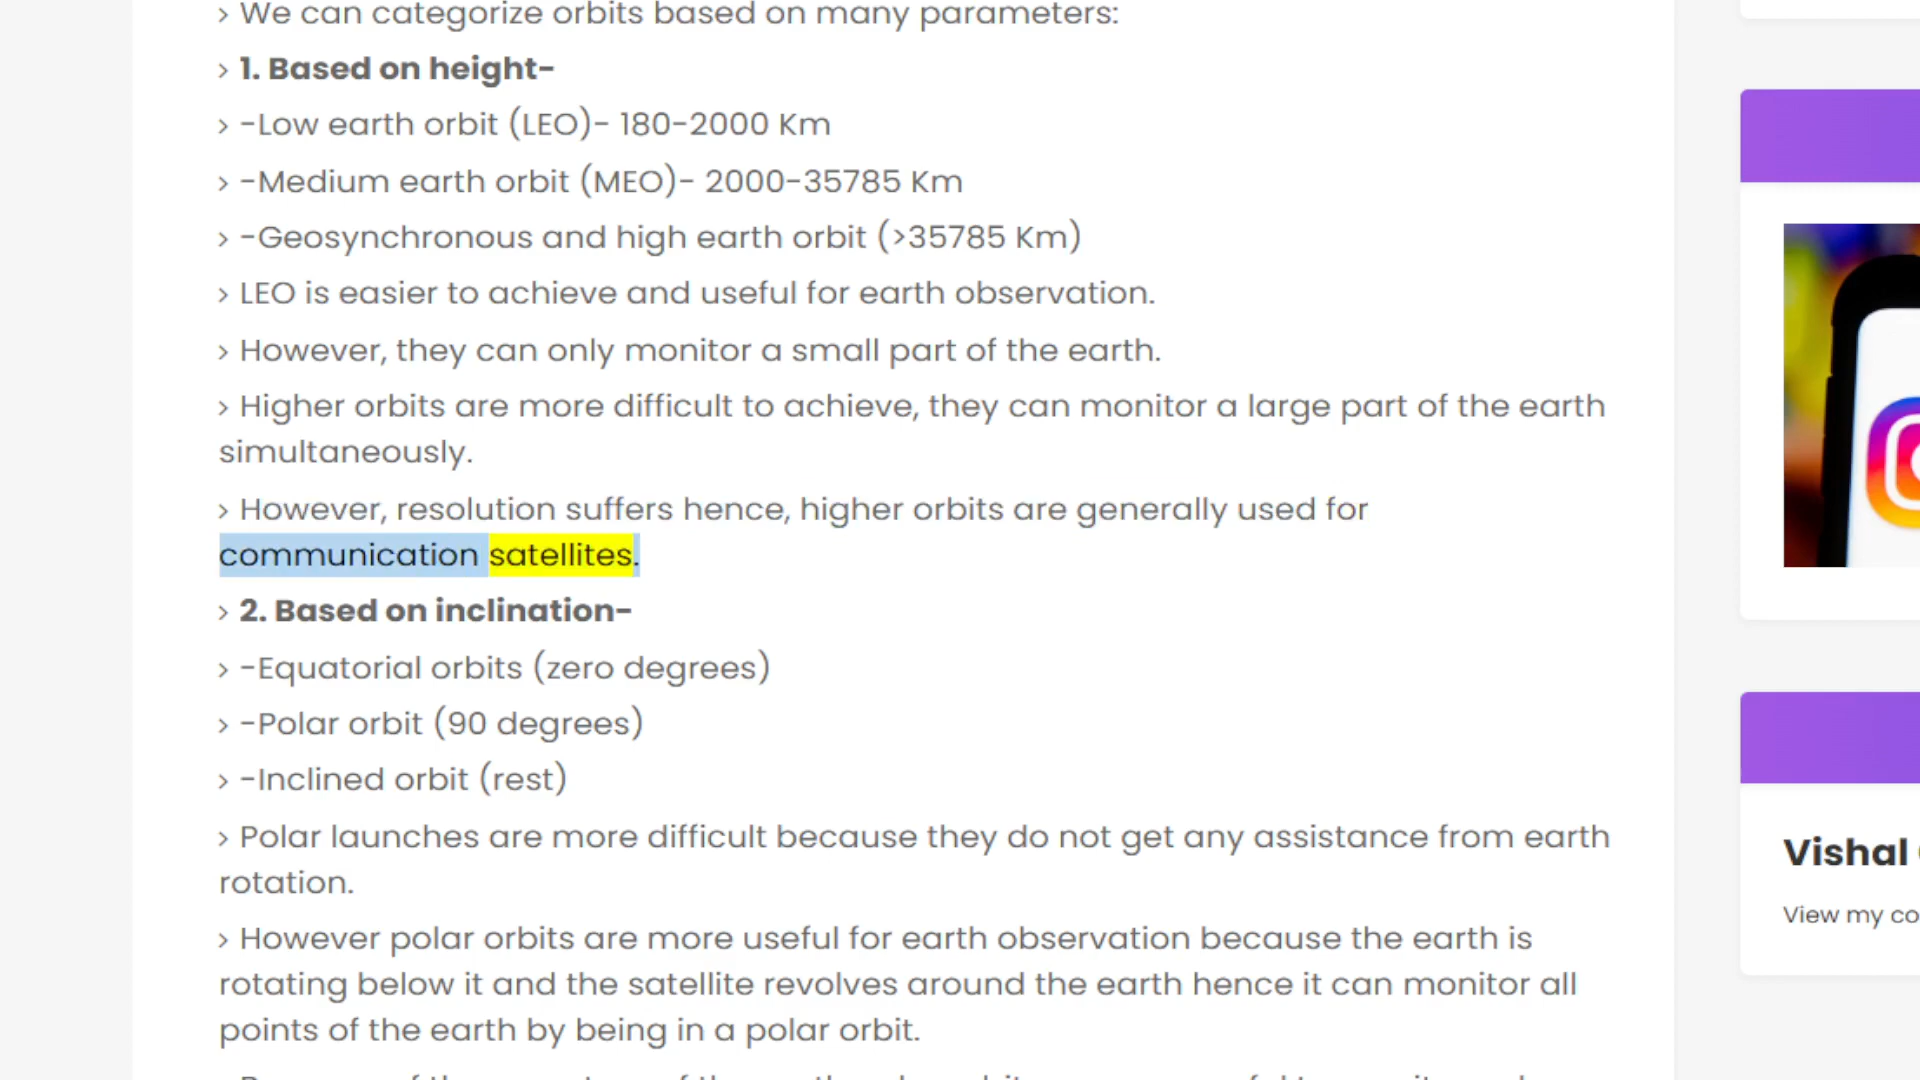 › We can categorize orbits based on many parameters:
› 1. Based on height-
› -Low earth orbit (LEO)- 180-2000 Km
› -Medium earth orbit (MEO)- 2000-35785 Km
› -Geosynchronous and high earth orbit (>35785 Km)
› LEO is easier to achieve and useful for earth observation.
› However, they can only monitor a small part of the earth.
› Higher orbits are more difficult to achieve, they can monitor a large part of the earth
simultaneously.
› However, resolution suffers hence, higher orbits are generally used for
communication satellites.
› 2. Based on inclination-
› -Equatorial orbits (zero degrees)
› -Polar orbit (90 degrees)
› -Inclined orbit (rest)
› Polar launches are more difficult because they do not get any assistance from earth
rotation.
› However polar orbits are more useful for earth observation because the earth is
rotating below it and the satellite revolves around the earth hence it can monitor all
points of the earth by being in a polar orbit.
Vishal
View my